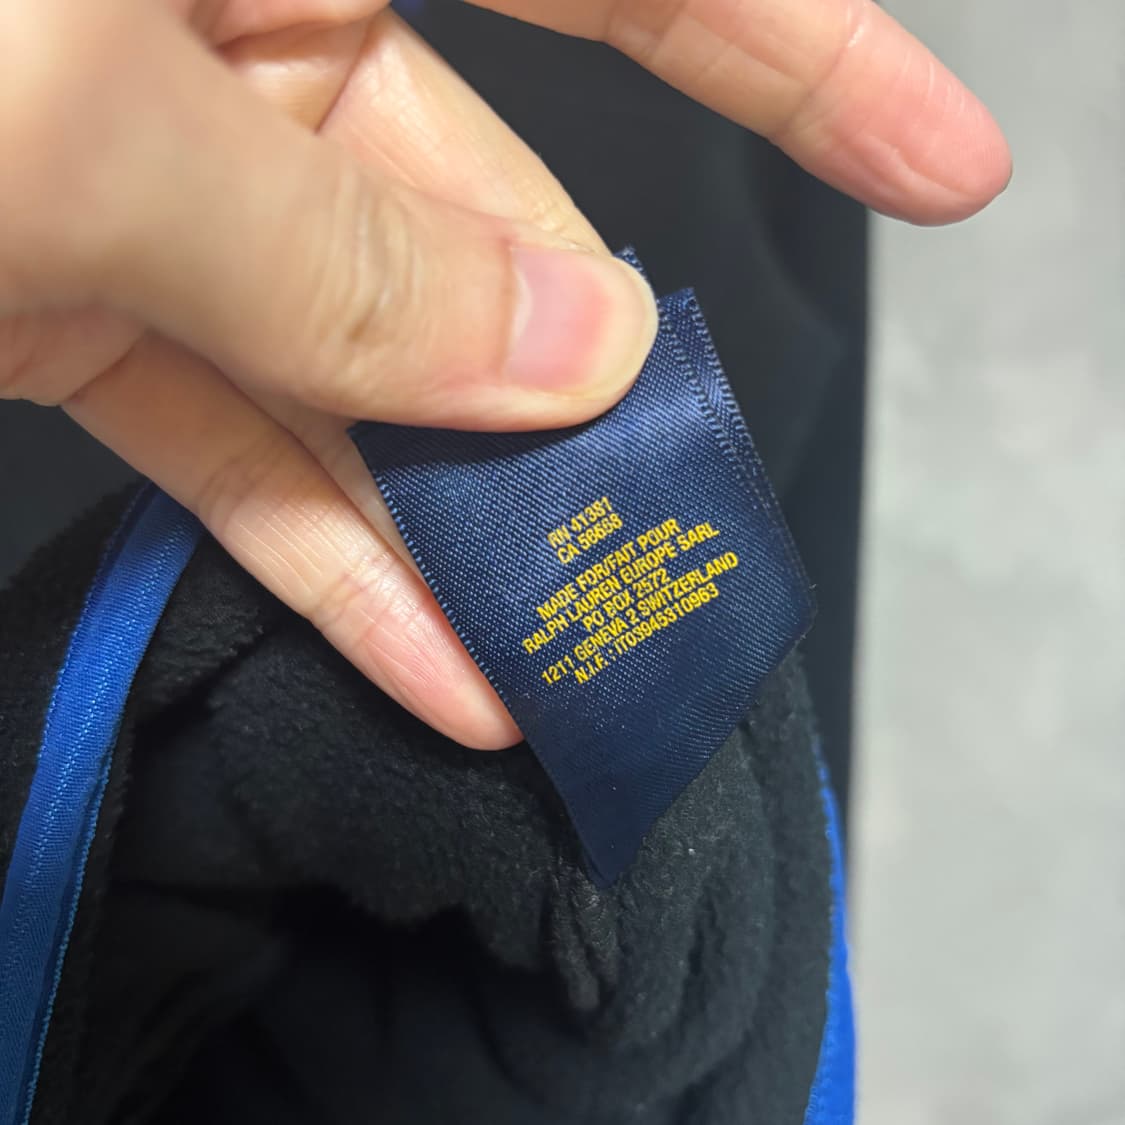 RN 41381
CA 56658
MADE FOR/FAIT POUR
RALPH LAUREN EUROPE SARL
PO BOX 2572
1211 GENEVA 2 SWITZERLAND
N.I.F. : IT03945310963